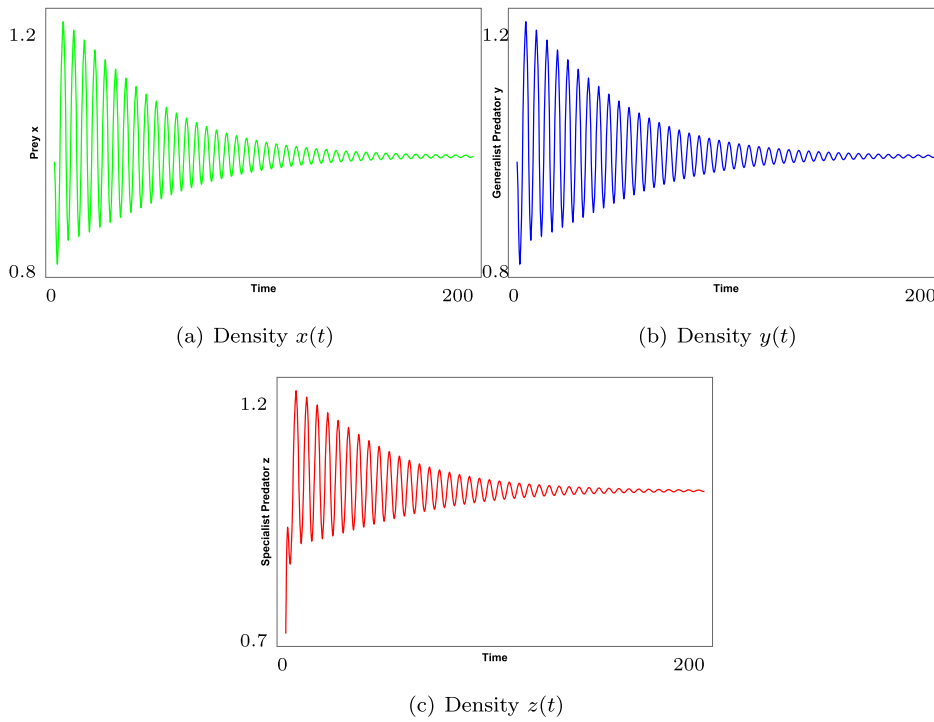 1.2
Prey x
0.8
0
Time
200
(a) Density x(t)
1.2
Generalist Predator y
0.8
0
Time
200
(b) Density y(t)
1.2
Specialist Predator z
0.7
0
Time
200
(c) Density z(t)